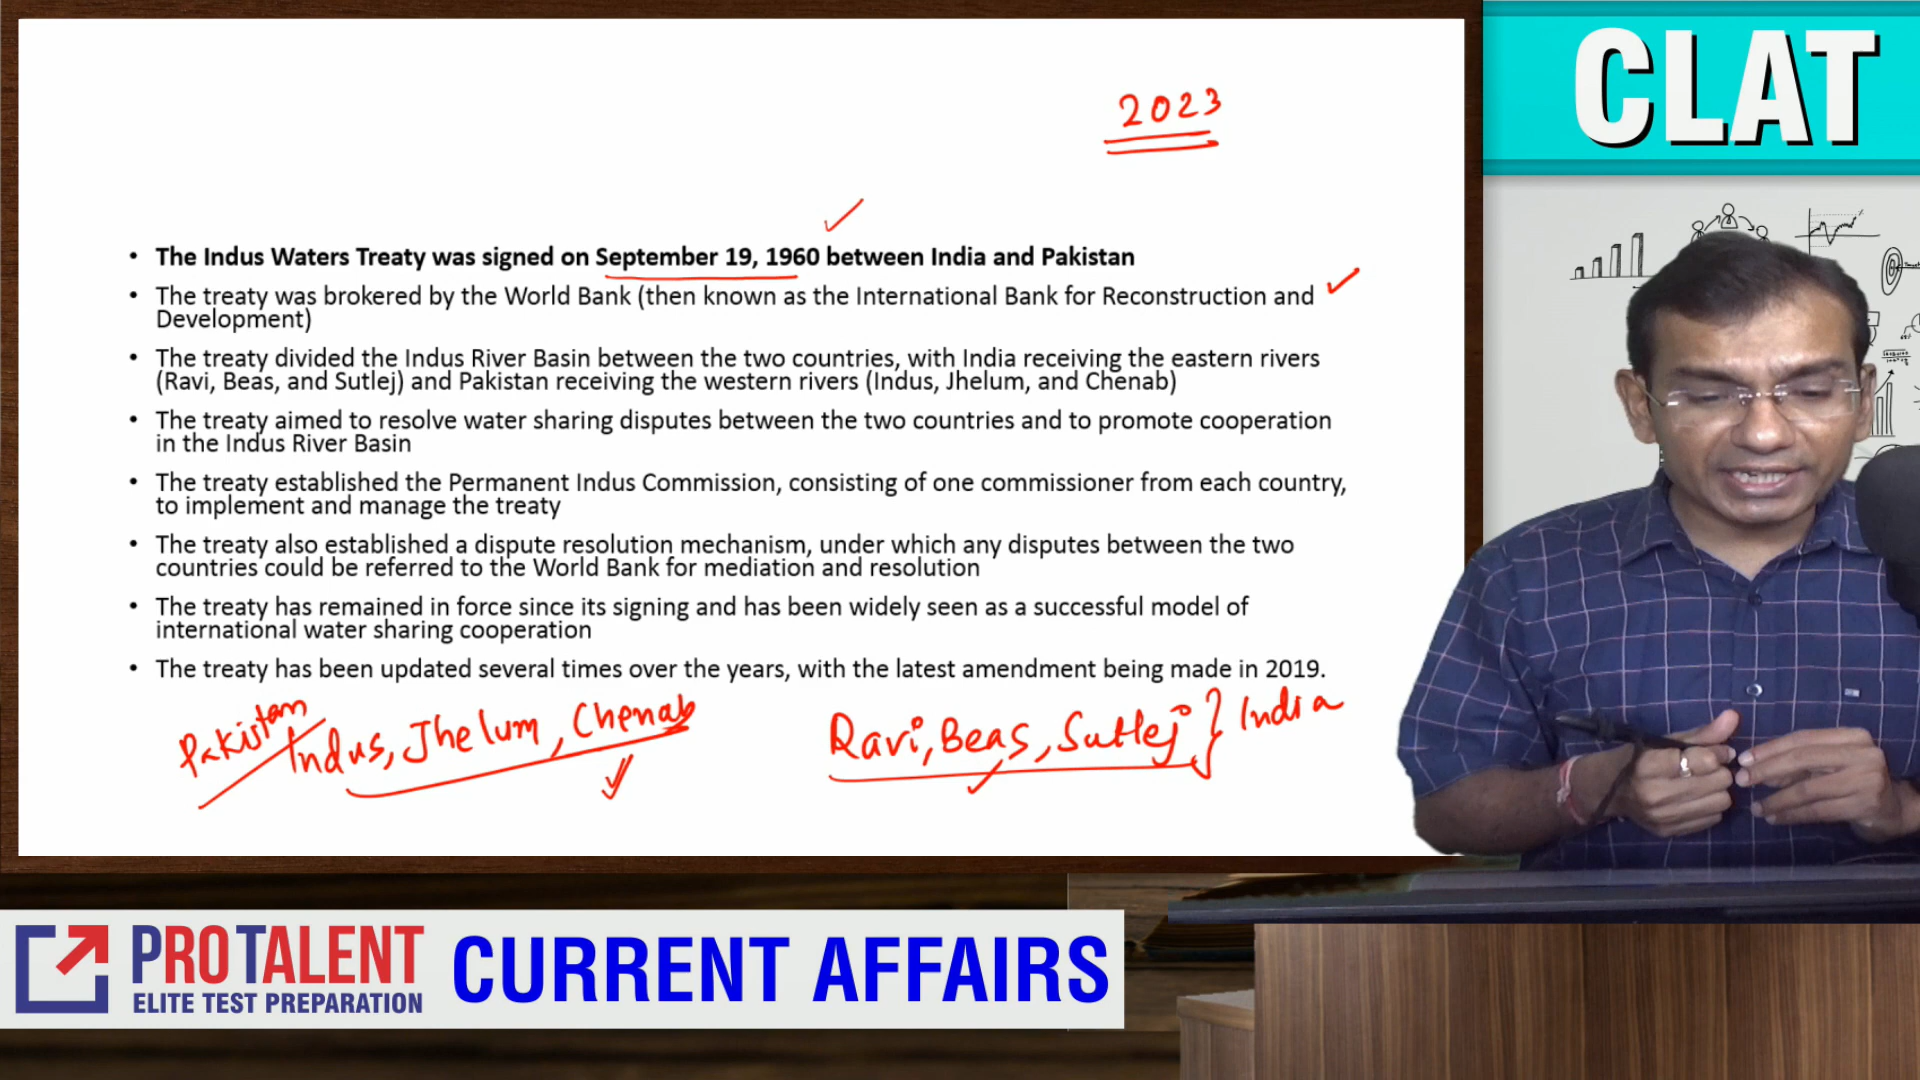 2023
CLAT
• The Indus Waters Treaty was signed on September 19, 1960 between India and Pakistan
• The treaty was brokered by the World Bank (then known as the International Bank for Reconstruction and
Development)
• The treaty divided the Indus River Basin between the two countries, with India receiving the eastern rivers
(Ravi, Beas, and Sutlej) and Pakistan receiving the western rivers (Indus, Jhelum, and Chenab)
• The treaty aimed to resolve water sharing disputes between the two countries and to promote cooperation
in the Indus River Basin
• The treaty established the Permanent Indus Commission, consisting of one commissioner from each country,
to implement and manage the treaty
• The treaty also established a dispute resolution mechanism, under which any disputes between the two
countries could be referred to the World Bank for mediation and resolution
• The treaty has remained in force since its signing and has been widely seen as a successful model of
international water sharing cooperation
• The treaty has been updated several times over the years, with the latest amendment being made in 2019.
Pakistan Indus, Jhelum, Chenab
Ravi, Beas, Sutlej } India
PROTALENT
ELITE TEST PREPARATION
CURRENT AFFAIRS